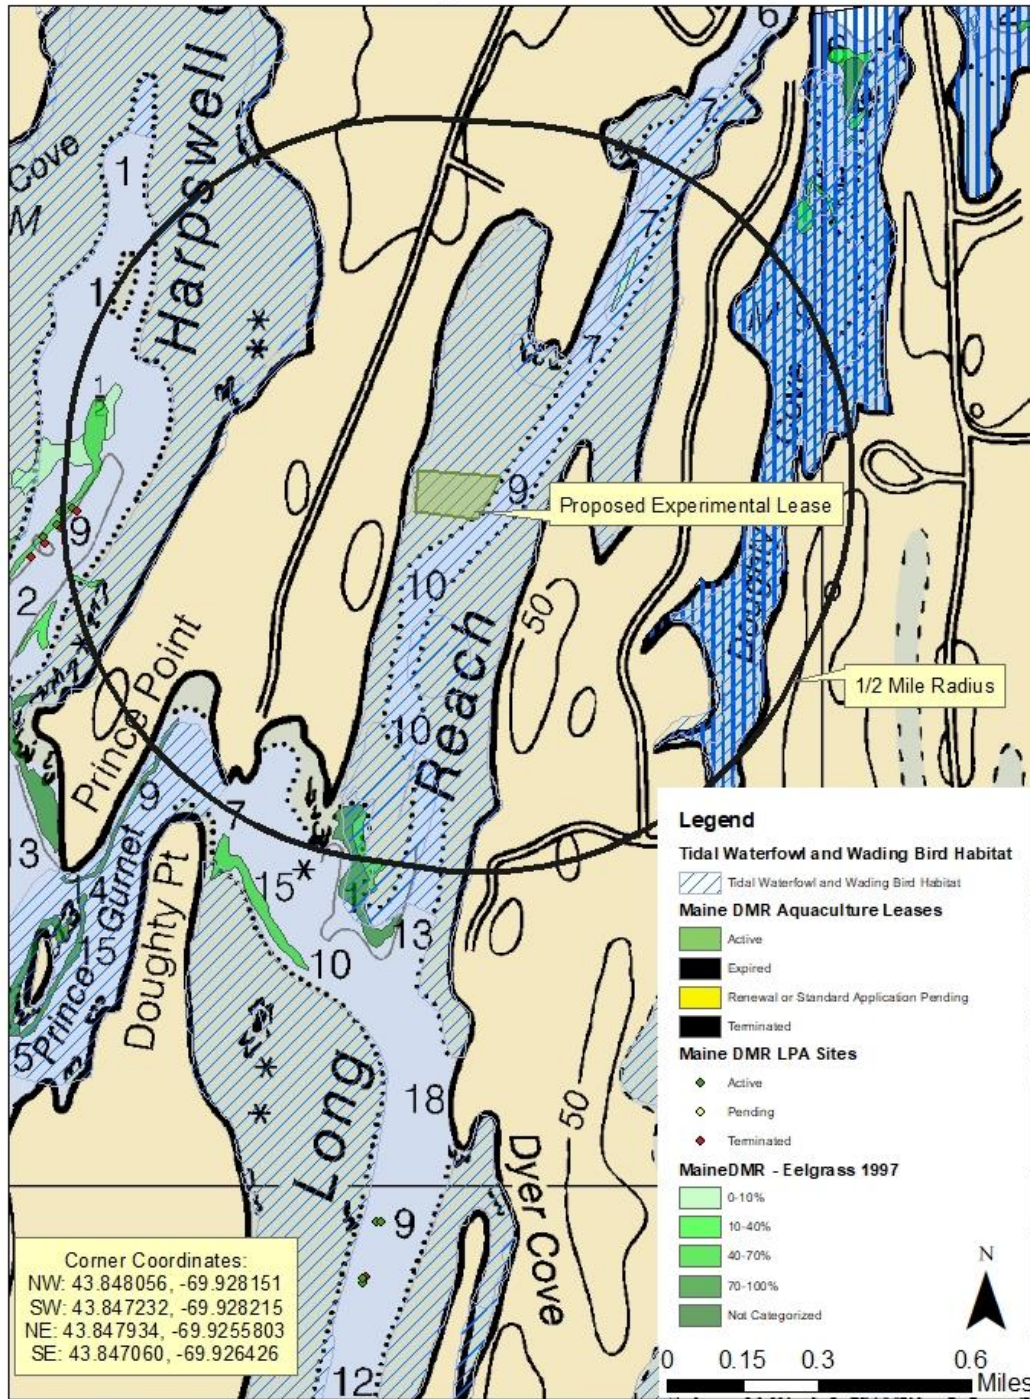 6
Harpswell
Cove
M
1
7
6
1
7
1
2
7
9
9
Proposed Experimental Lease
2
10
50
Reach
Prince Point
10
1/2 Mile Radius
9
7
13
15
1
13
14
Gurnet
15
10
Prince
Doughty Pt
5
Long
18
50
Dyer Cove
9
12
Legend
Tidal Waterfowl and Wading Bird Habitat
Tidal Waterfowl and Wading Bird Habitat
Maine DMR Aquaculture Leases
Active
Expired
Renewal or Standard Application Pending
Terminated
Maine DMR LPA Sites
Active
Pending
Terminated
MaineDMR - Eelgrass 1997
0-10%
10-40%
40-70%
70-100%
Not Categorized
N
0 0.15 0.3 0.6
Miles
Corner Coordinates:
NW: 43.848056, -69.928151
SW: 43.847232, -69.928215
NE: 43.847934, -69.9255803
SE: 43.847060, -69.926426